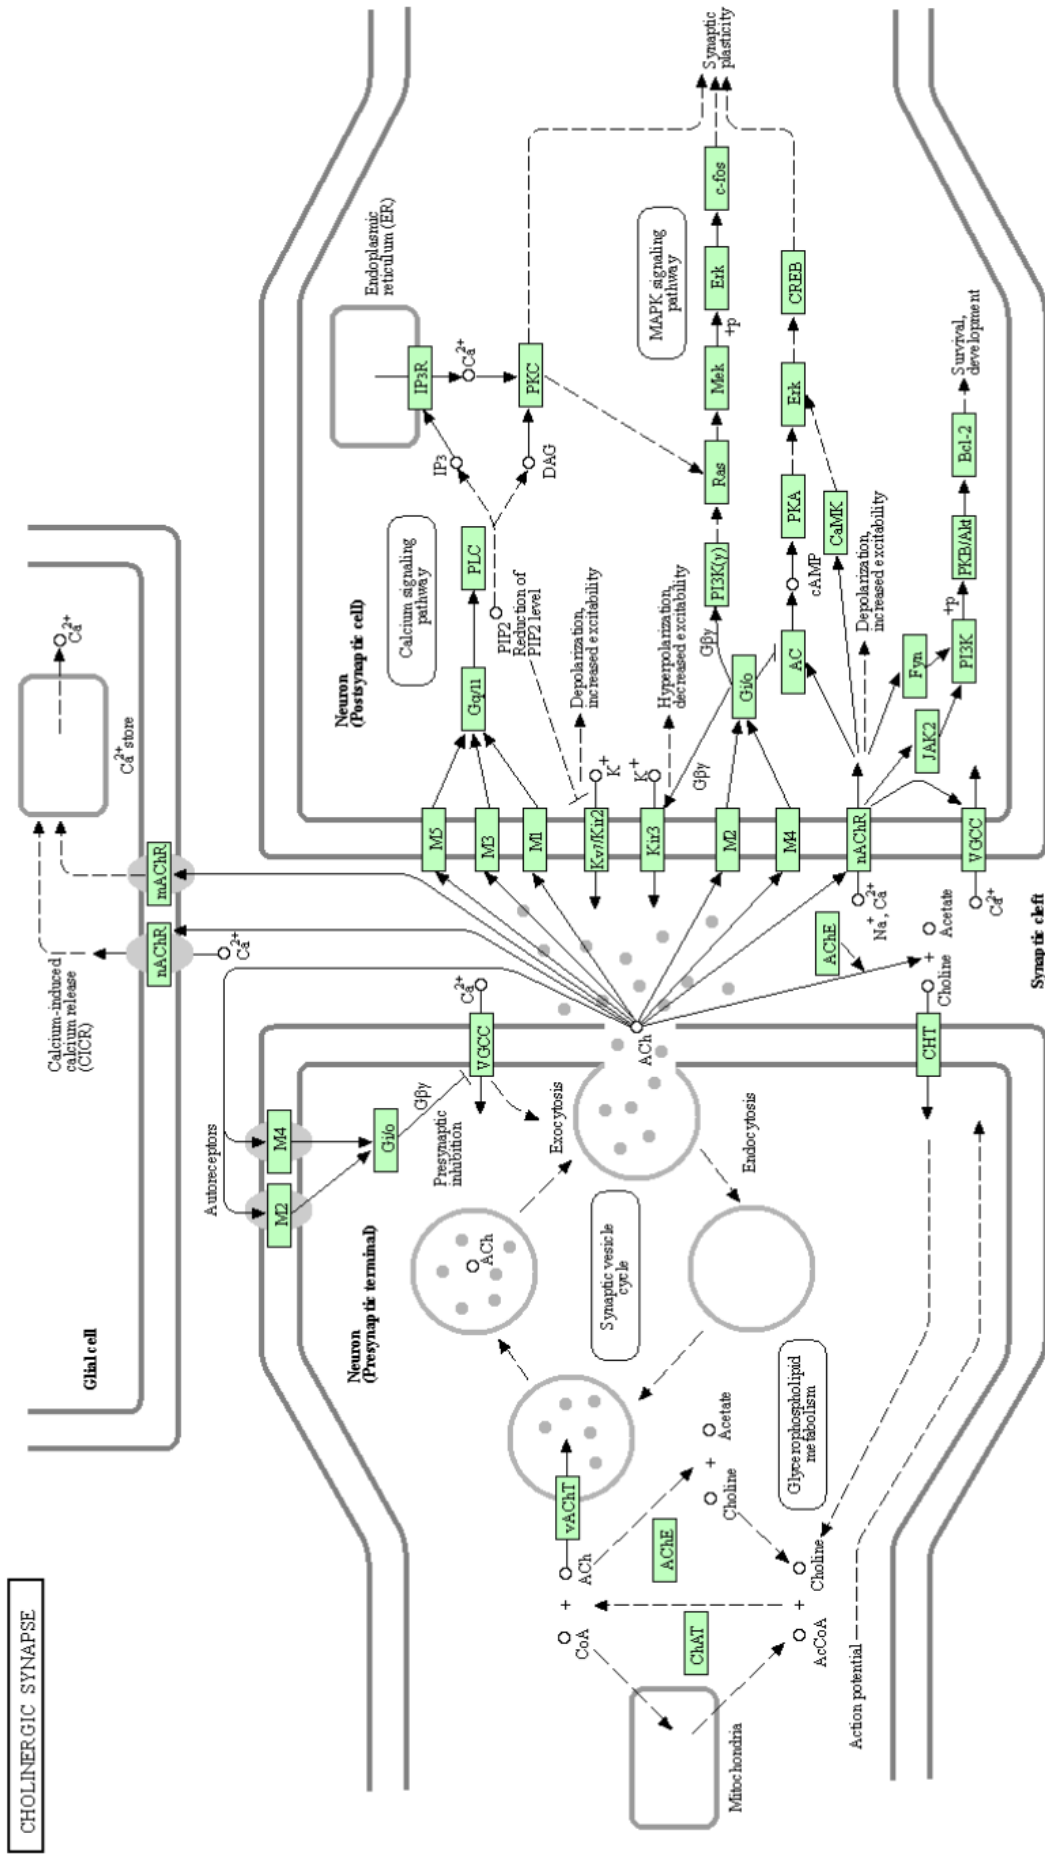 CHOLINERGIC SYNAPSE
Glial cell
Calcium-induced
calcium release
(CICR)
Ca2+
nAChR
mAChR
Ca2+ store
Ca2+
Autoreceptors
M2
M4
Gi/o
Gβγ
Presynaptic
inhibition
VGCC
Ca2+
Neuron
(Presynaptic terminal)
ACh
Exocytosis
ACh
Synaptic vesicle
cycle
Endocytosis
vAChT
CoA
+
ACh
AChE
Choline
+
Acetate
ChAT
Mitochondria
AcCoA
+
Choline
Glycerophospholipid
metabolism
Action potential
CHT
Choline
+
Acetate
AChE
Synaptic cleft
Na+, Ca2+
Ca2+
Neuron
(Postsynaptic cell)
M5
M3
M1
Kv7/Kir2
K+
Kir3
K+
M2
M4
nAChR
VGCC
Gq/11
PLC
Calcium signaling
pathway
PIP2
Reduction of
PIP2 level
IP3
DAG
IP3R
Ca2+
PKC
Endoplasmic
reticulum (ER)
Depolarization,
increased excitability
Hyperpolarization,
decreased excitability
Gβγ
Gβγ
Gi/o
PI3K(γ)
Ras
Mek
+p
Erk
c-fos
MAPK signaling
pathway
Synaptic
plasticity
AC
cAMP
PKA
Erk
CREB
CaMK
Depolarization,
increased excitability
JAK2
Fyn
PI3K
+p
PKB/Akt
Bcl-2
Survival,
development